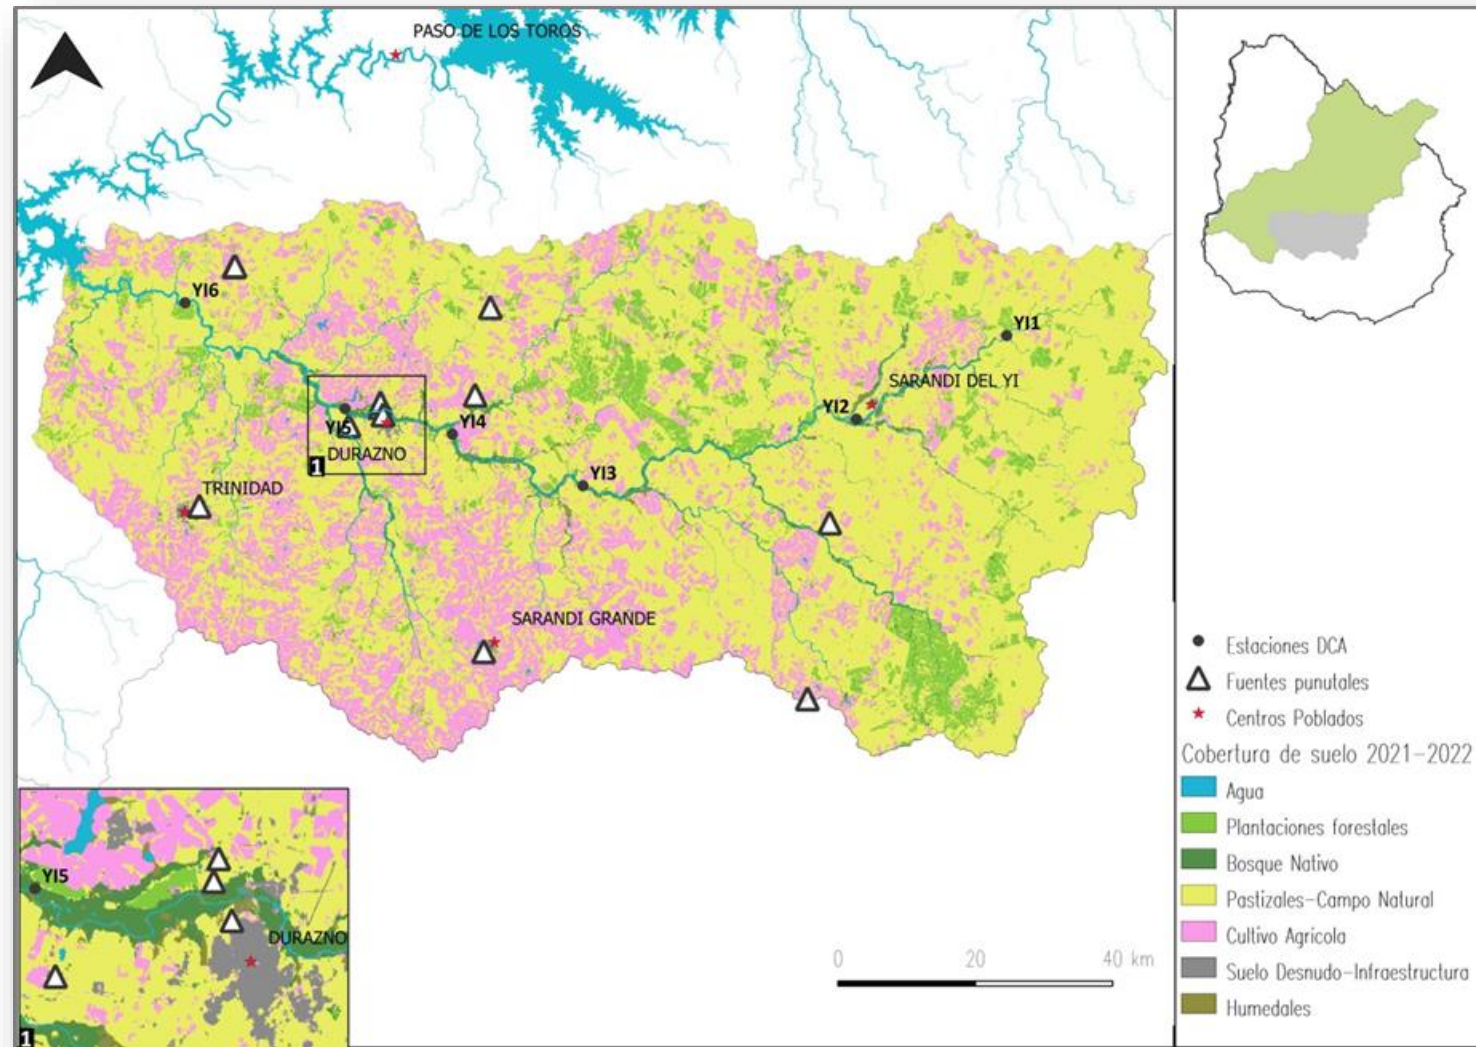 PASO DE LOS TOROS
YI6
YI1
SARANDI DEL YI
YI2
YI4
YI5
DURAZNO
1
YI3
TRINIDAD
SARANDI GRANDE
YI5
DURAZNO
1
0 20 40 km
Estaciones DCA
Fuentes punutales
Centros Poblados
Cobertura de suelo 2021-2022
Agua
Plantaciones forestales
Bosque Nativo
Pastizales-Campo Natural
Cultivo Agricola
Suelo Desnudo-Infraestructura
Humedales